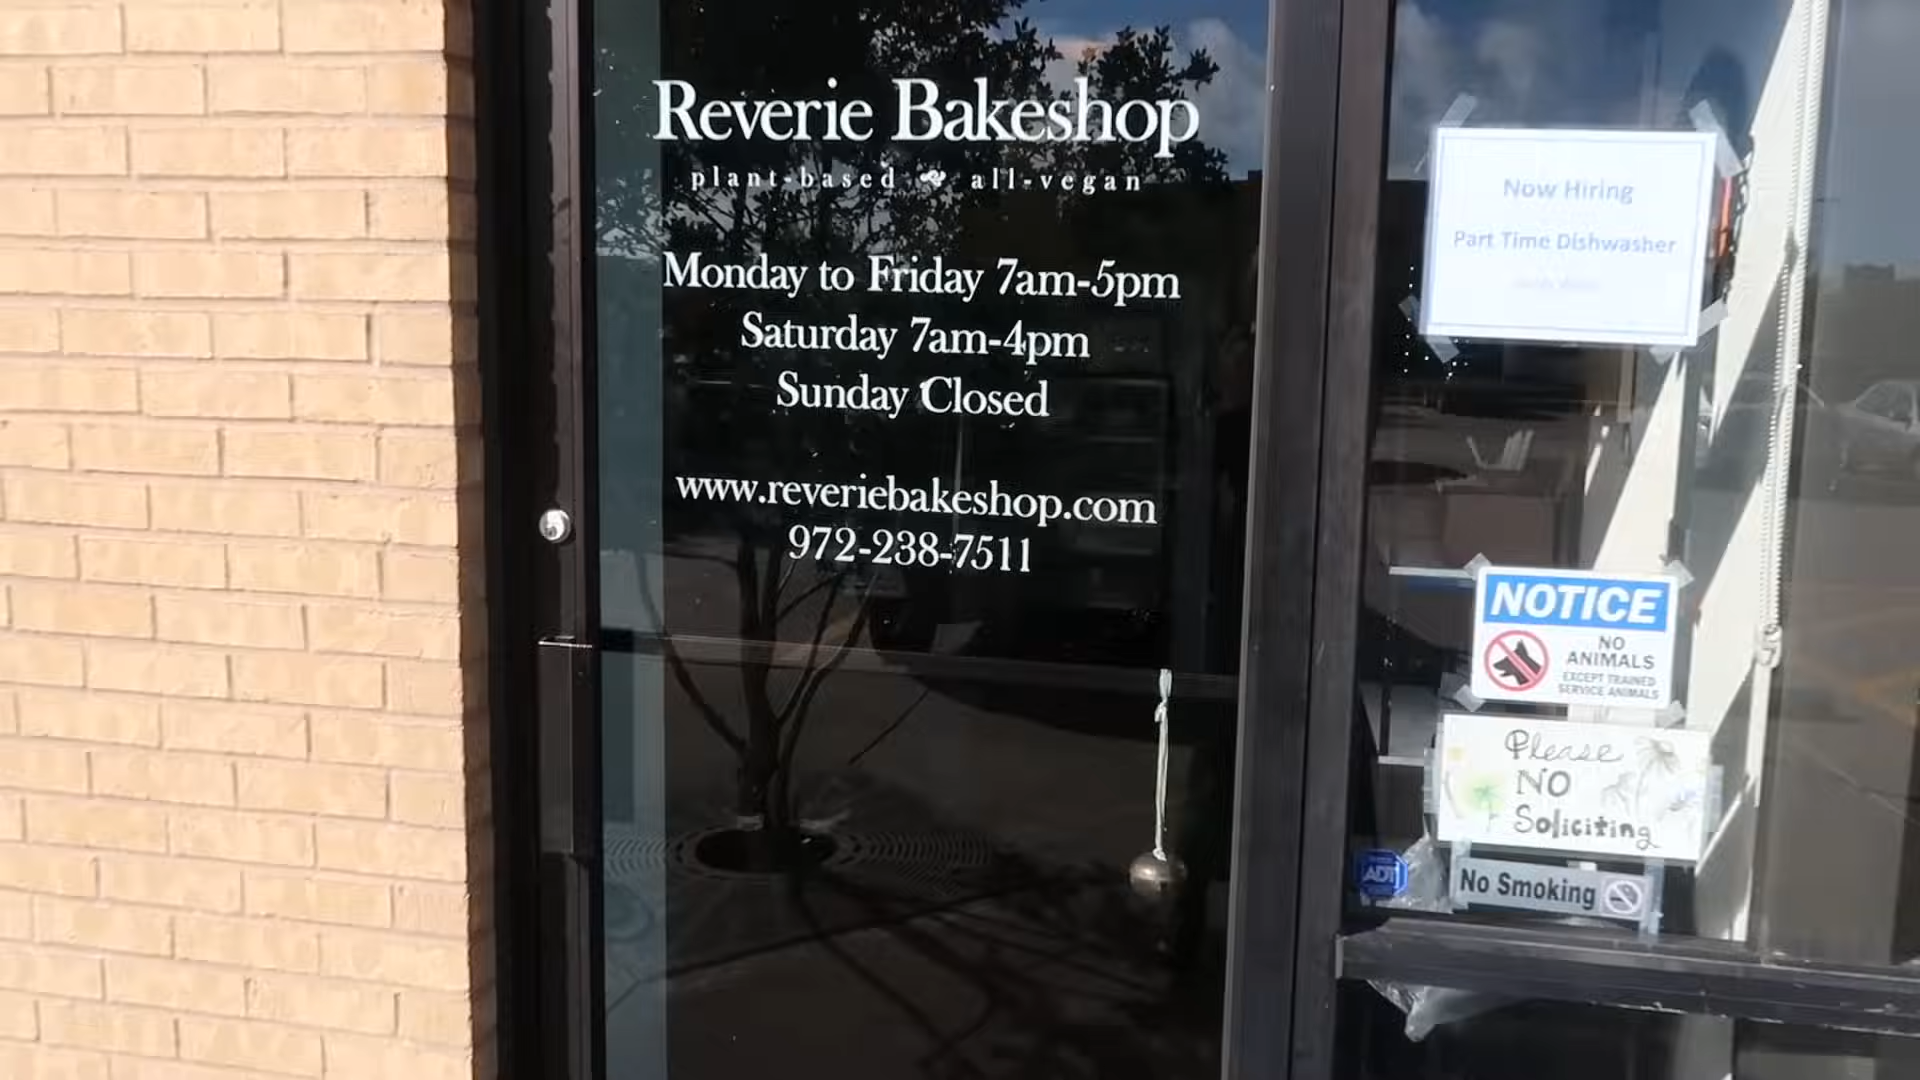 Reverie Bakeshop
plant-based all-vegan
Monday to Friday 7am-5pm
Saturday 7am-4pm
Sunday Closed
www.reveriebakeshop.com
972-238-7511
Now Hiring
Part Time Dishwasher
NOTICE
NO
ANIMALS
EXCEPT TRAINED
SERVICE ANIMALS
Please
NO
Soliciting
ADT
No Smoking